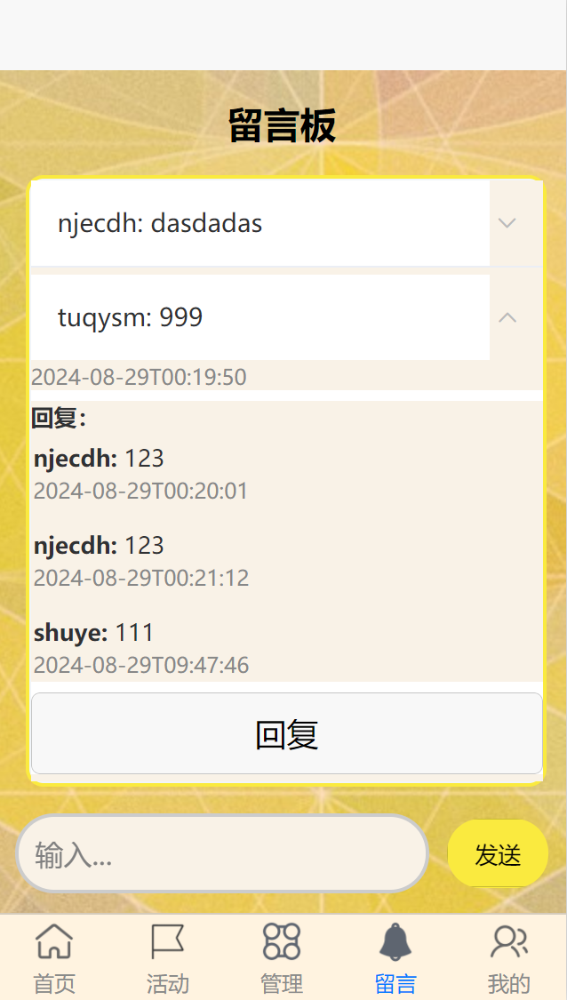 留言板
njecdh: dasdadas
tuqysm: 999
2024-08-29T00:19:50
回复：
njecdh: 123
2024-08-29T00:20:01
njecdh: 123
2024-08-29T00:21:12
shuye: 111
2024-08-29T09:47:46
回复
输入...
发送
首页
活动
管理
留言
我的